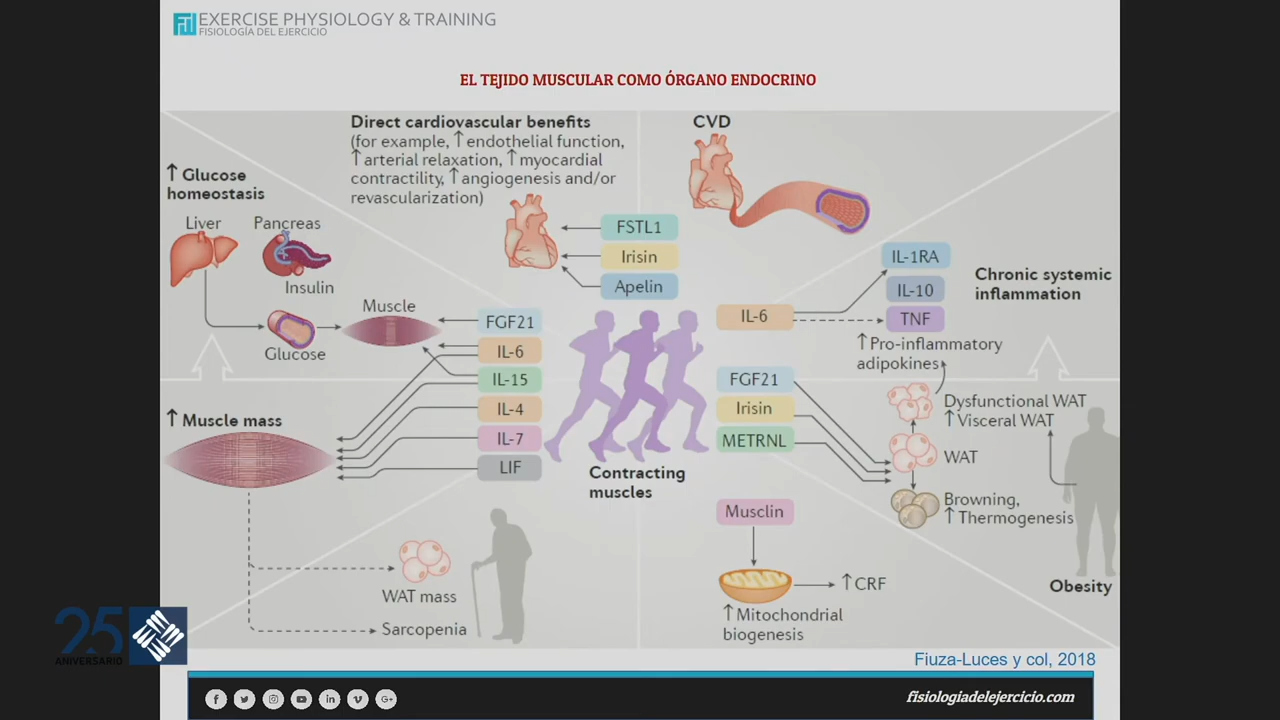 EXERCISE PHYSIOLOGY & TRAINING
FISIOLOGÍA DEL EJERCICIO
EL TEJIDO MUSCULAR COMO ÓRGANO ENDOCRINO
Direct cardiovascular benefits
(for example, ↑endothelial function,
↑arterial relaxation, ↑myocardial
contractility, ↑angiogenesis and/or
revascularization)
CVD
↑ Glucose
homeostasis
Liver
Pancreas
Insulin
Muscle
Glucose
FSTL1
Irisin
Apelin
FGF21
IL-6
IL-15
IL-4
IL-7
LIF
↑ Muscle mass
WAT mass
Sarcopenia
Contracting
muscles
IL-6
IL-1RA
IL-10
TNF
Chronic systemic
inflammation
↑Pro-inflammatory
adipokines
FGF21
Irisin
METRNL
Dysfunctional WAT
↑Visceral WAT
WAT
Browning,
↑Thermogenesis
Obesity
Musclin
↑CRF
↑Mitochondrial
biogenesis
25
ANIVERSARIO
Fiuza-Luces y col, 2018
fisiologiadelejercicio.com